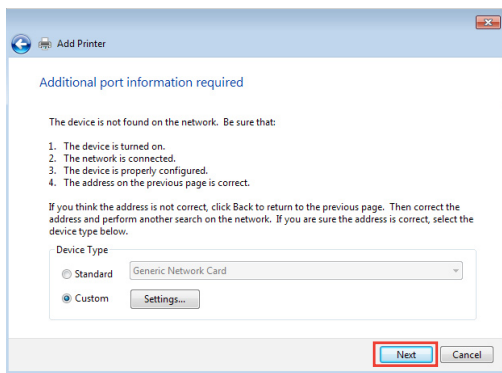 Add Printer
Additional port information required
The device is not found on the network. Be sure that:
1. The device is turned on.
2. The network is connected.
3. The device is properly configured.
4. The address on the previous page is correct.
If you think the address is not correct, click Back to return to the previous page. Then correct the
address and perform another search on the network. If you are sure the address is correct, select the
device type below.
Device Type
Standard Generic Network Card
Custom Settings...
Next Cancel